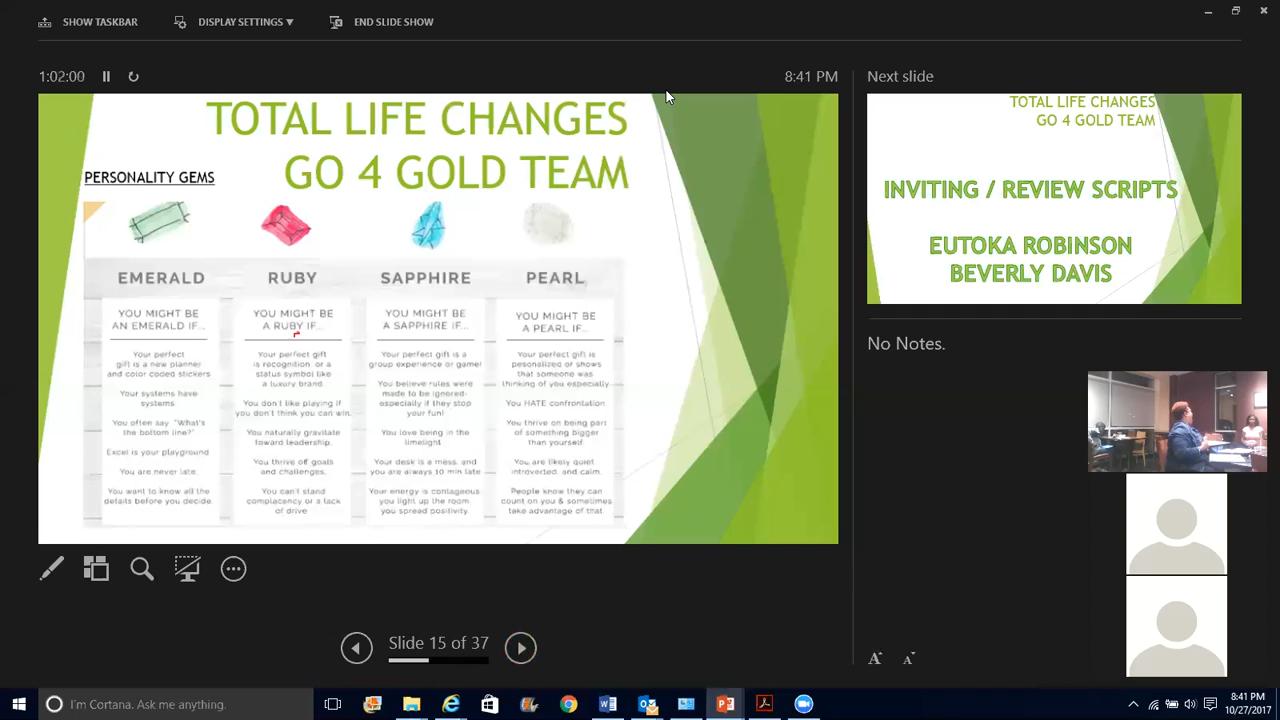 SHOW TASKBAR
DISPLAY SETTINGS ▼
END SLIDE SHOW
1:02:00
8:41 PM
Next slide
TOTAL LIFE CHANGES
GO 4 GOLD TEAM
PERSONALITY GEMS
EMERALD
YOU MIGHT BE
AN EMERALD IF...
Your perfect
gift is a new planner
and color coded stickers
Your systems have
systems.
You often say "What's
the bottom line?"
Excel is your playground
You are never late.
You want to know all the
details before you decide.
RUBY
YOU MIGHT BE
A RUBY IF...
Your perfect gift
is recognition or a
status symbol like
a luxury brand.
You don't like playing if
you don't think you can win.
You naturally gravitate
toward leadership.
You thrive off goals
and challenges.
You can't stand
complacency or a lack
of drive
SAPPHIRE
YOU MIGHT BE
A SAPPHIRE IF...
Your perfect gift is a
group experience or game!
You believe rules were
made to be ignored-
especially if they stop
your fun!
You love being in the
limelight
Your desk is a mess, and
you are always 10 min late
Your energy is contageous
you light up the room,
you spread positivity.
PEARL
YOU MIGHT BE
A PEARL IF...
Your perfect gift is
pesonalized or shows
that someone was
thinking of you especially
You HATE confrontation
You thrive on being part
of something bigger
than yourself
You are likely quiet
introverted, and calm.
People know they can
count on you & sometimes
take advantage of that.
TOTAL LIFE CHANGES
GO 4 GOLD TEAM
INVITING / REVIEW SCRIPTS
EUTOKA ROBINSON
BEVERLY DAVIS
No Notes.
Slide 15 of 37
A A
I'm Cortana. Ask me anything.
8:41 PM
10/27/2017